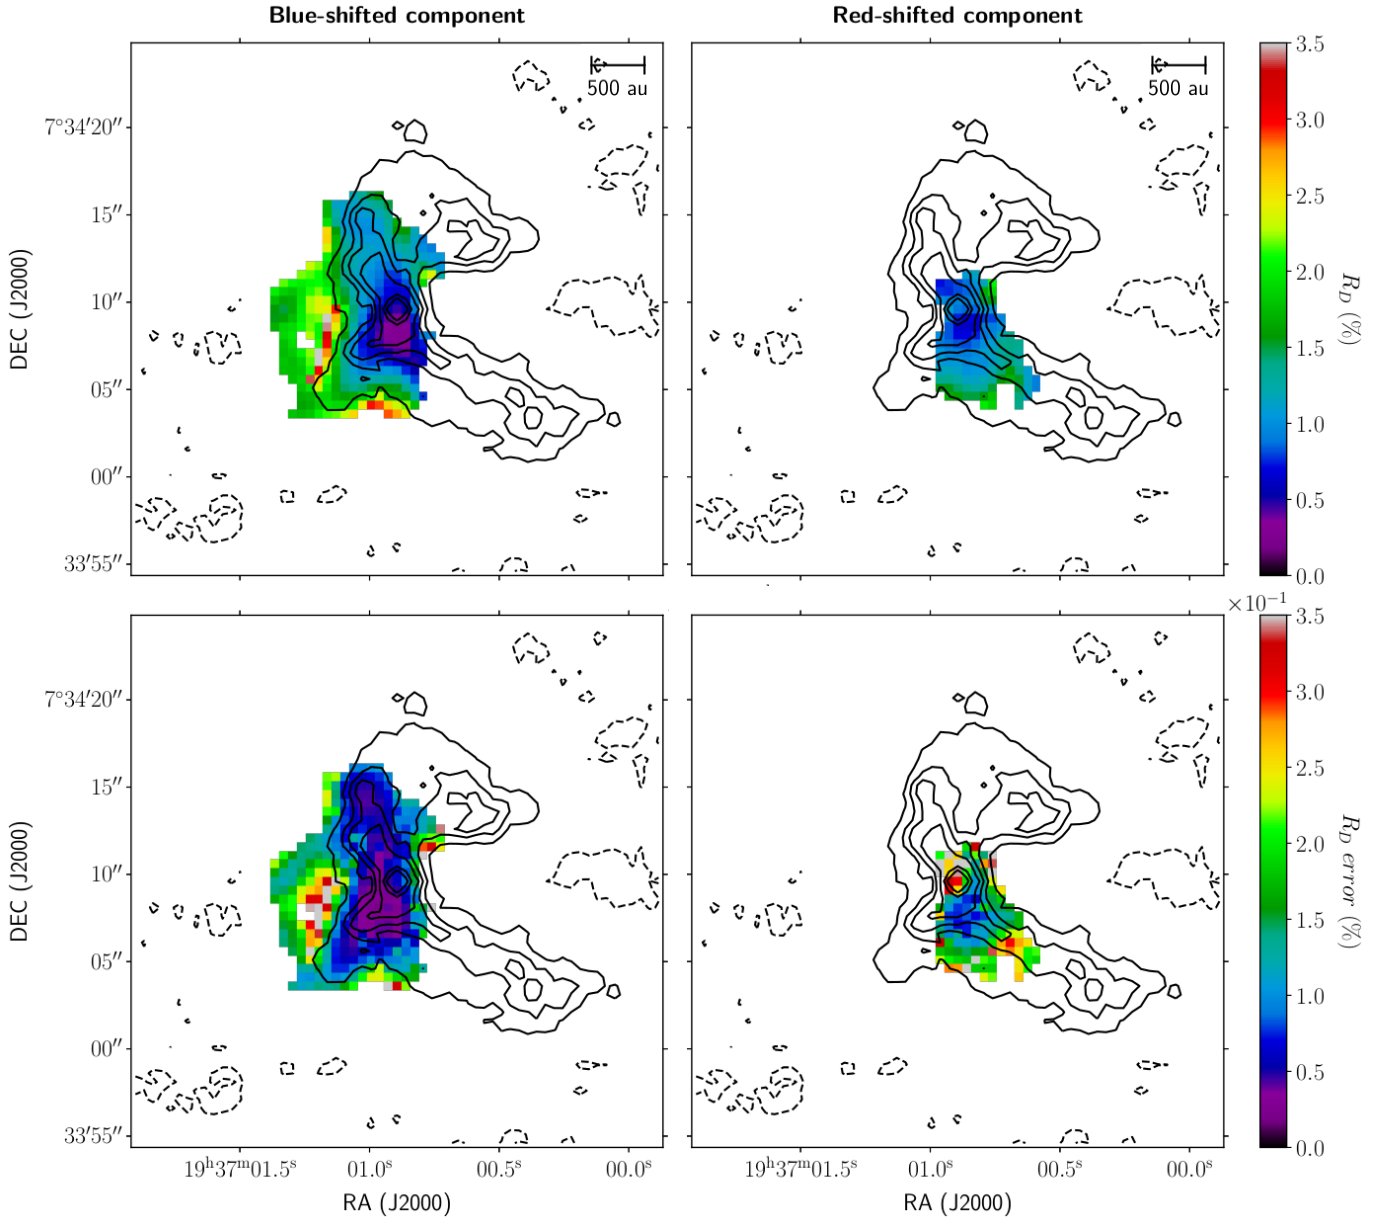 Blue-shifted component
Red-shifted component
500 au
500 au
3.5
3.0
2.5
2.0
1.5
1.0
0.5
0.0
R_D (%)
7°34′20″
15″
10″
05″
00″
33′55″
DEC (J2000)
×10⁻¹
3.5
3.0
2.5
2.0
1.5
1.0
0.5
0.0
R_D error (%)
7°34′20″
15″
10″
05″
00″
33′55″
DEC (J2000)
19ʰ37ᵐ01.5ˢ
01.0ˢ
00.5ˢ
00.0ˢ
RA (J2000)
19ʰ37ᵐ01.5ˢ
01.0ˢ
00.5ˢ
00.0ˢ
RA (J2000)